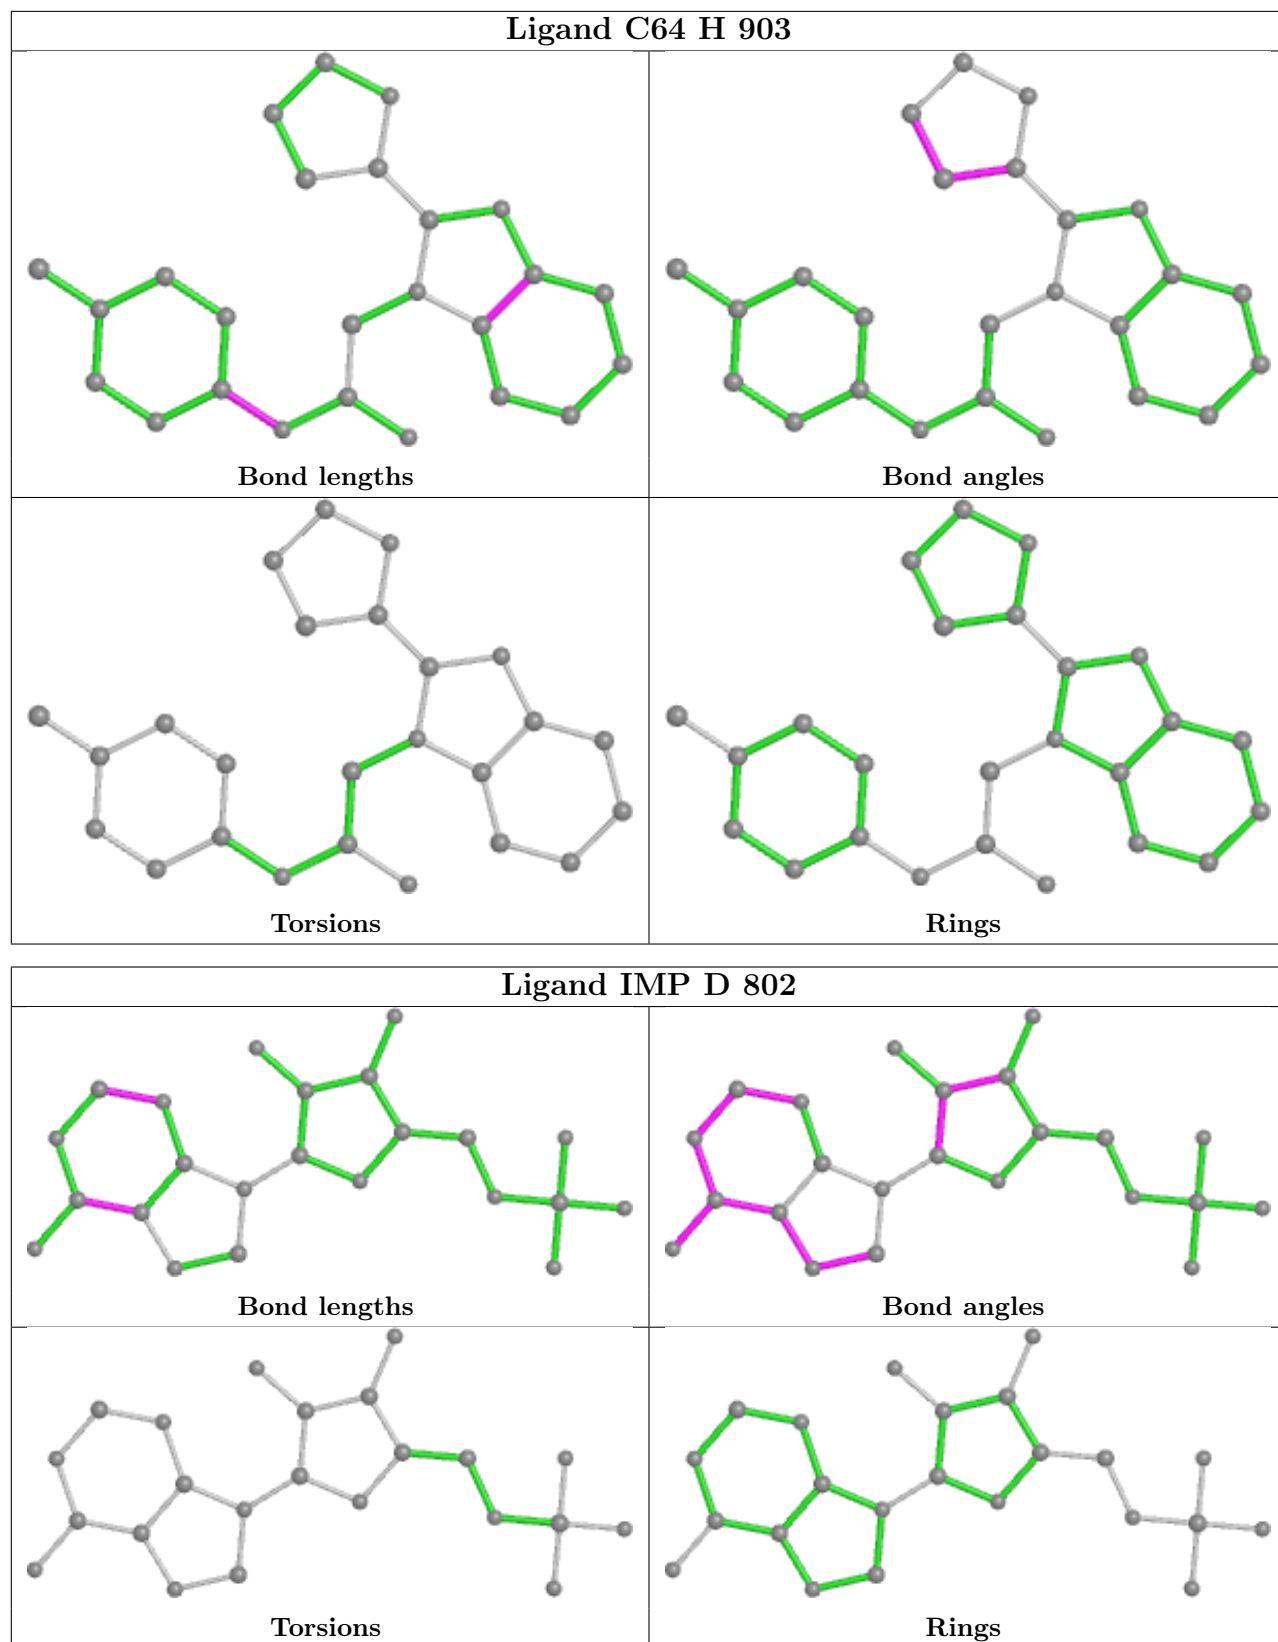 Ligand C64 H 903
Bond lengths
Bond angles
Torsions
Rings
Ligand IMP D 802
Bond lengths
Bond angles
Torsions
Rings